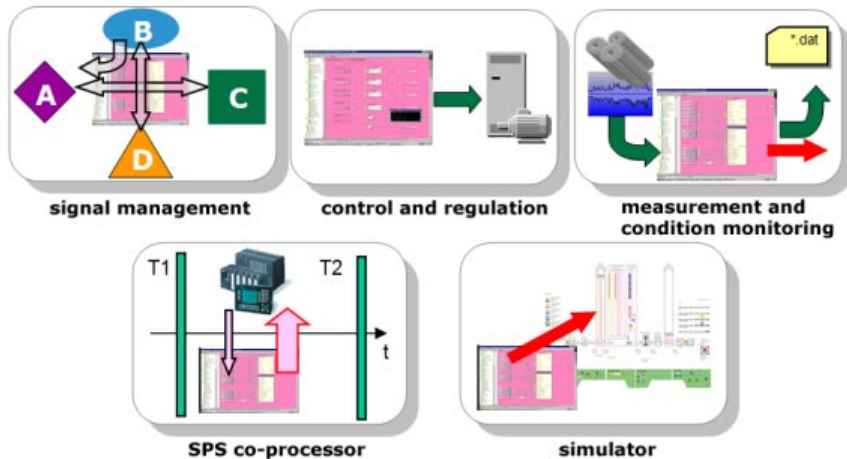 B
A
C
D
*.dat
signal management
control and regulation
measurement and
condition monitoring
T1
T2
t
SPS co-processor
simulator